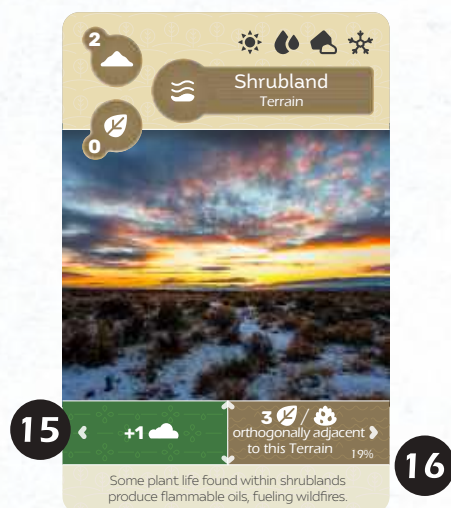 2
Shrubland
Terrain
0
15
+1
3 /
orthogonally adjacent
to this Terrain
19%
16
Some plant life found within shrublands
produce flammable oils, fueling wildfires.